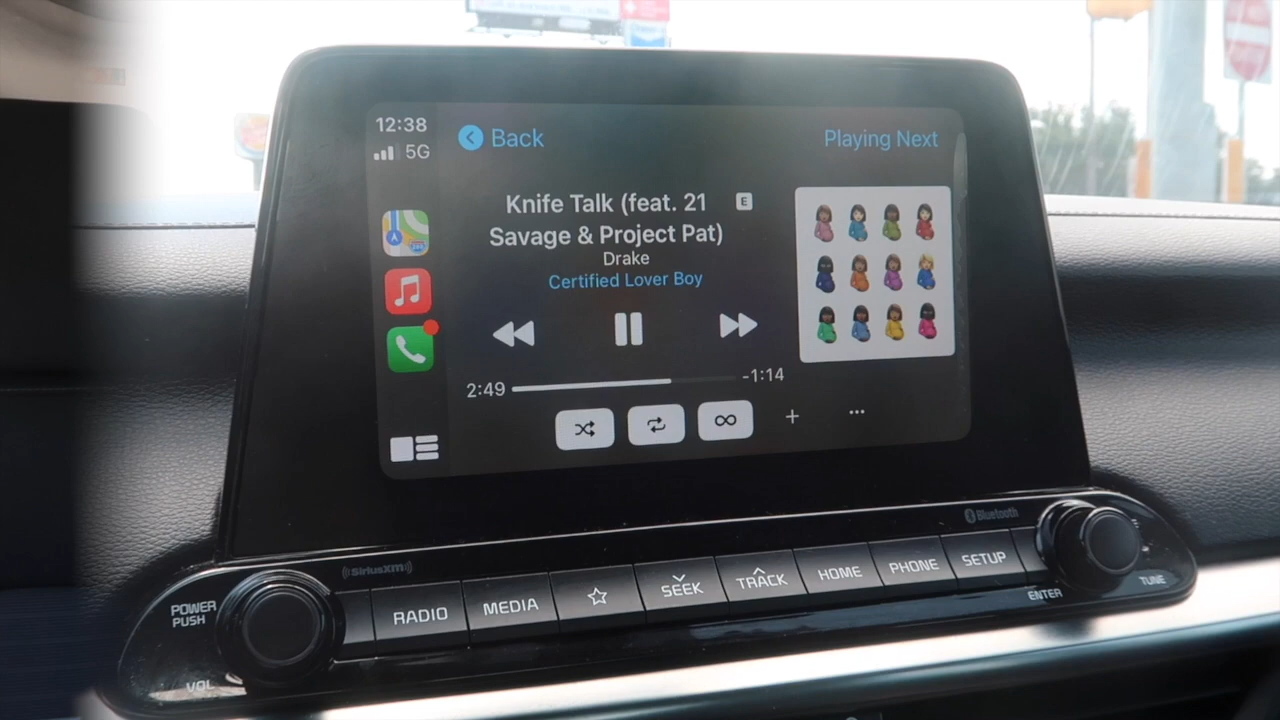 12:38
5G
Back
Playing Next
Knife Talk (feat. 21
Savage & Project Pat)
E
Drake
Certified Lover Boy
2:49
-1:14
Bluetooth
SiriusXM
POWER
PUSH
VOL
RADIO
MEDIA
SEEK
TRACK
HOME
PHONE
SETUP
ENTER
TUNE